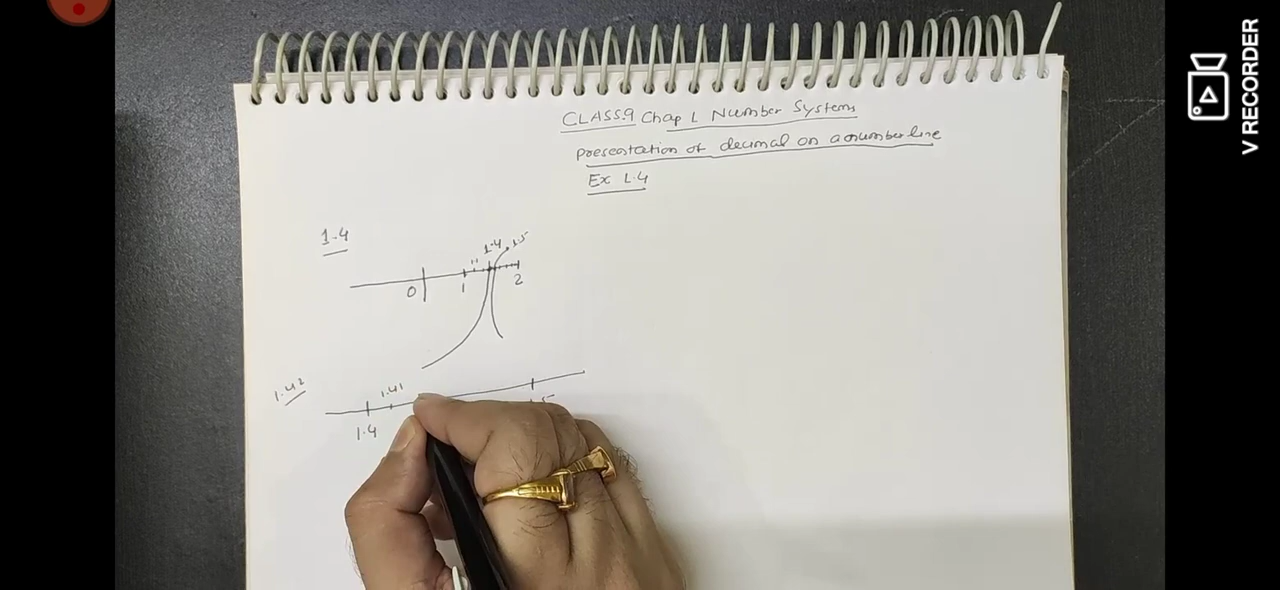 CLASS.9 Chap 1 Number Systems
presentation of decimal on a number line
Ex 1.4
1.4
1.4 1.5
0 1 2
1.42
1.41
1.4
V RECORDER